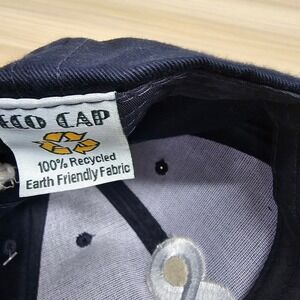 ECO CAP
100% Recycled
Earth Friendly Fabric